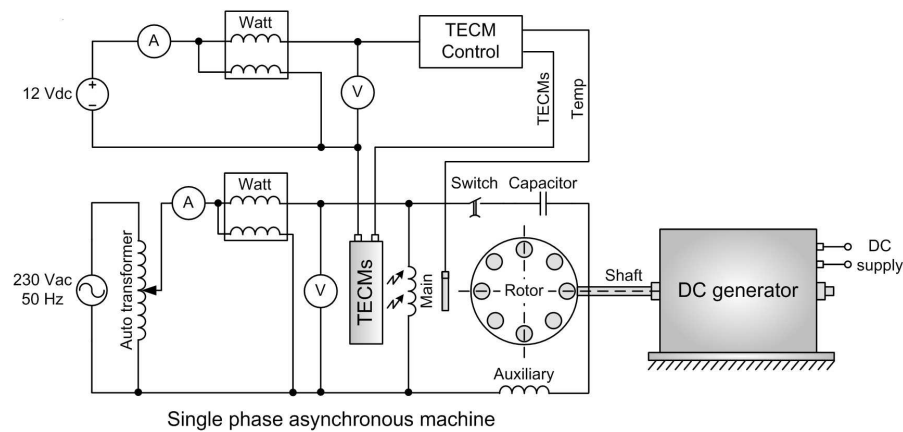 Watt
TECM
Control
A
12 Vdc
+
−
V
TECMs
Temp
Watt
Switch
Capacitor
A
230 Vac
50 Hz
Auto transformer
V
TECMs
Main
Rotor
Shaft
DC generator
DC
supply
Auxiliary
Single phase asynchronous machine